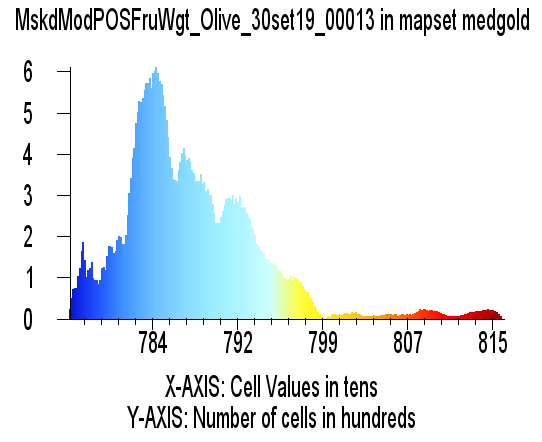 MskdModPOSFruWgt_Olive_30set19_00013 in mapset medgold
6
5
4
3
2
1
0
784 792 799 807 815
X-AXIS: Cell Values in tens
Y-AXIS: Number of cells in hundreds